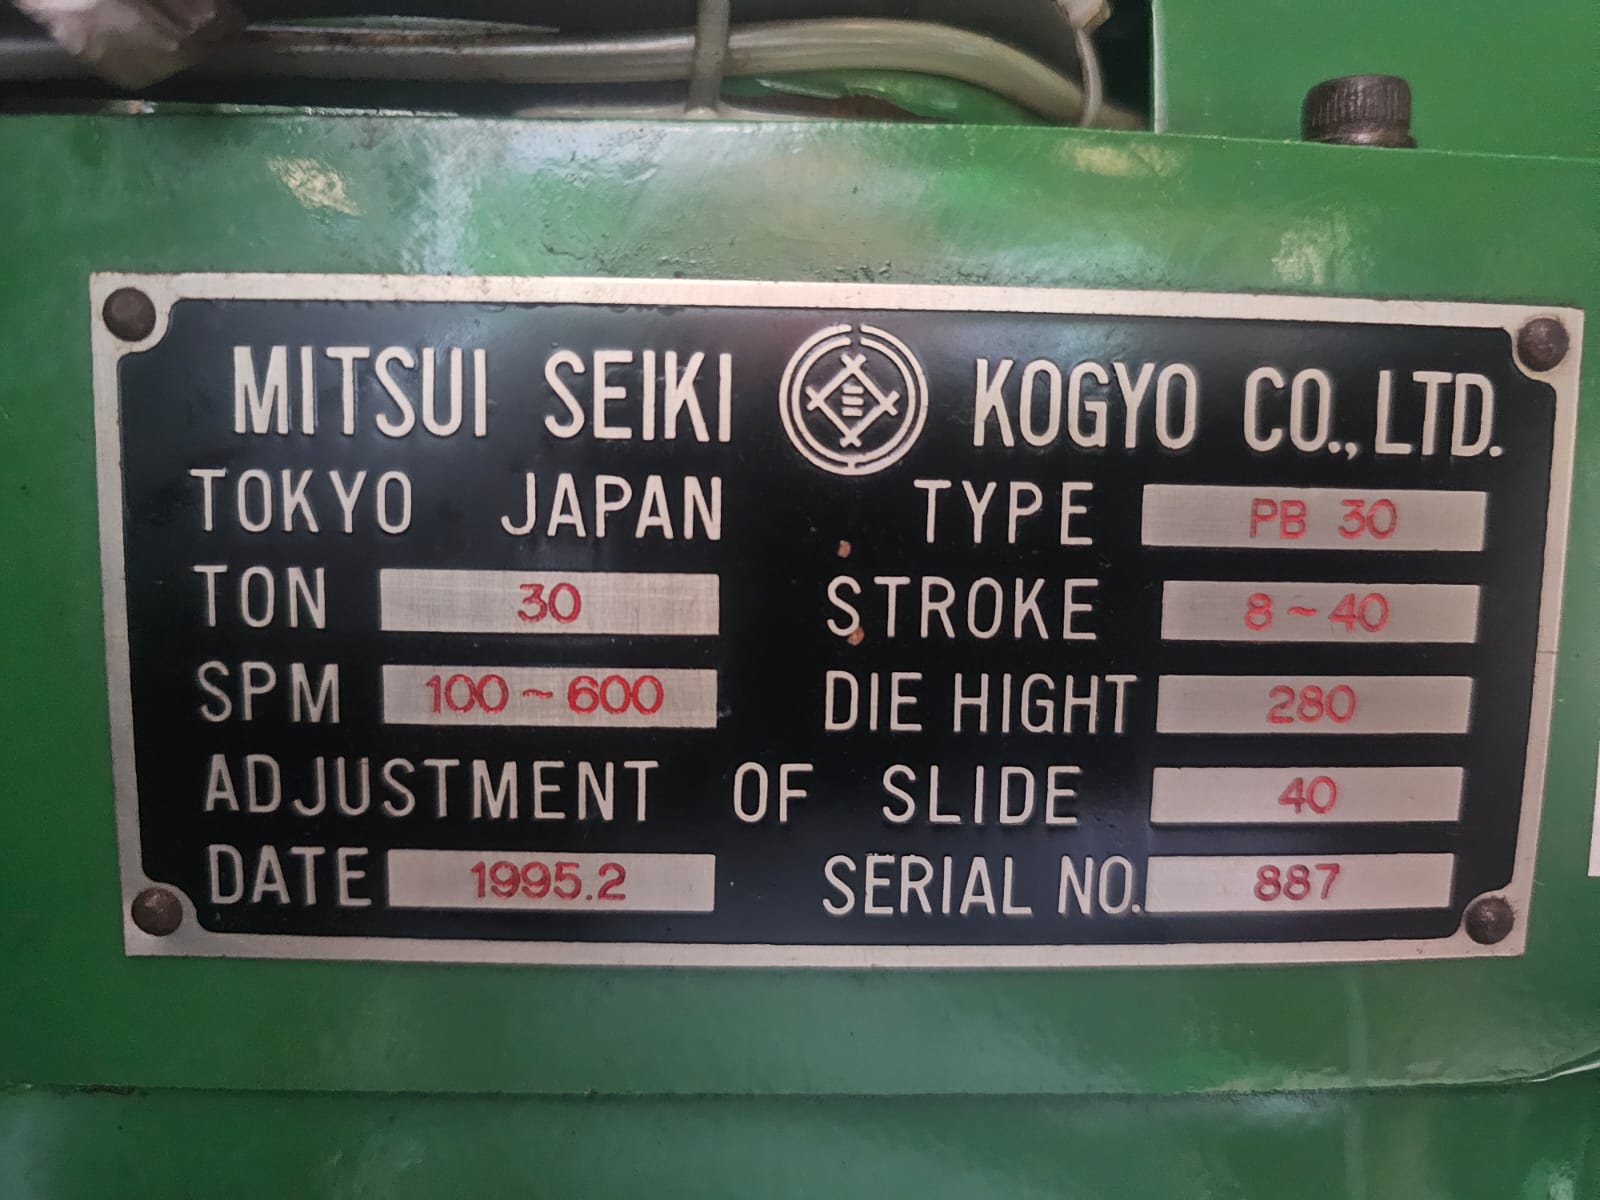 MITSUI SEIKI KOGYO CO., LTD.
TOKYO JAPAN TYPE PB 30
TON 30 STROKE 8~40
SPM 100~600 DIE HIGHT 280
ADJUSTMENT OF SLIDE 40
DATE 1995.2 SERIAL NO. 887